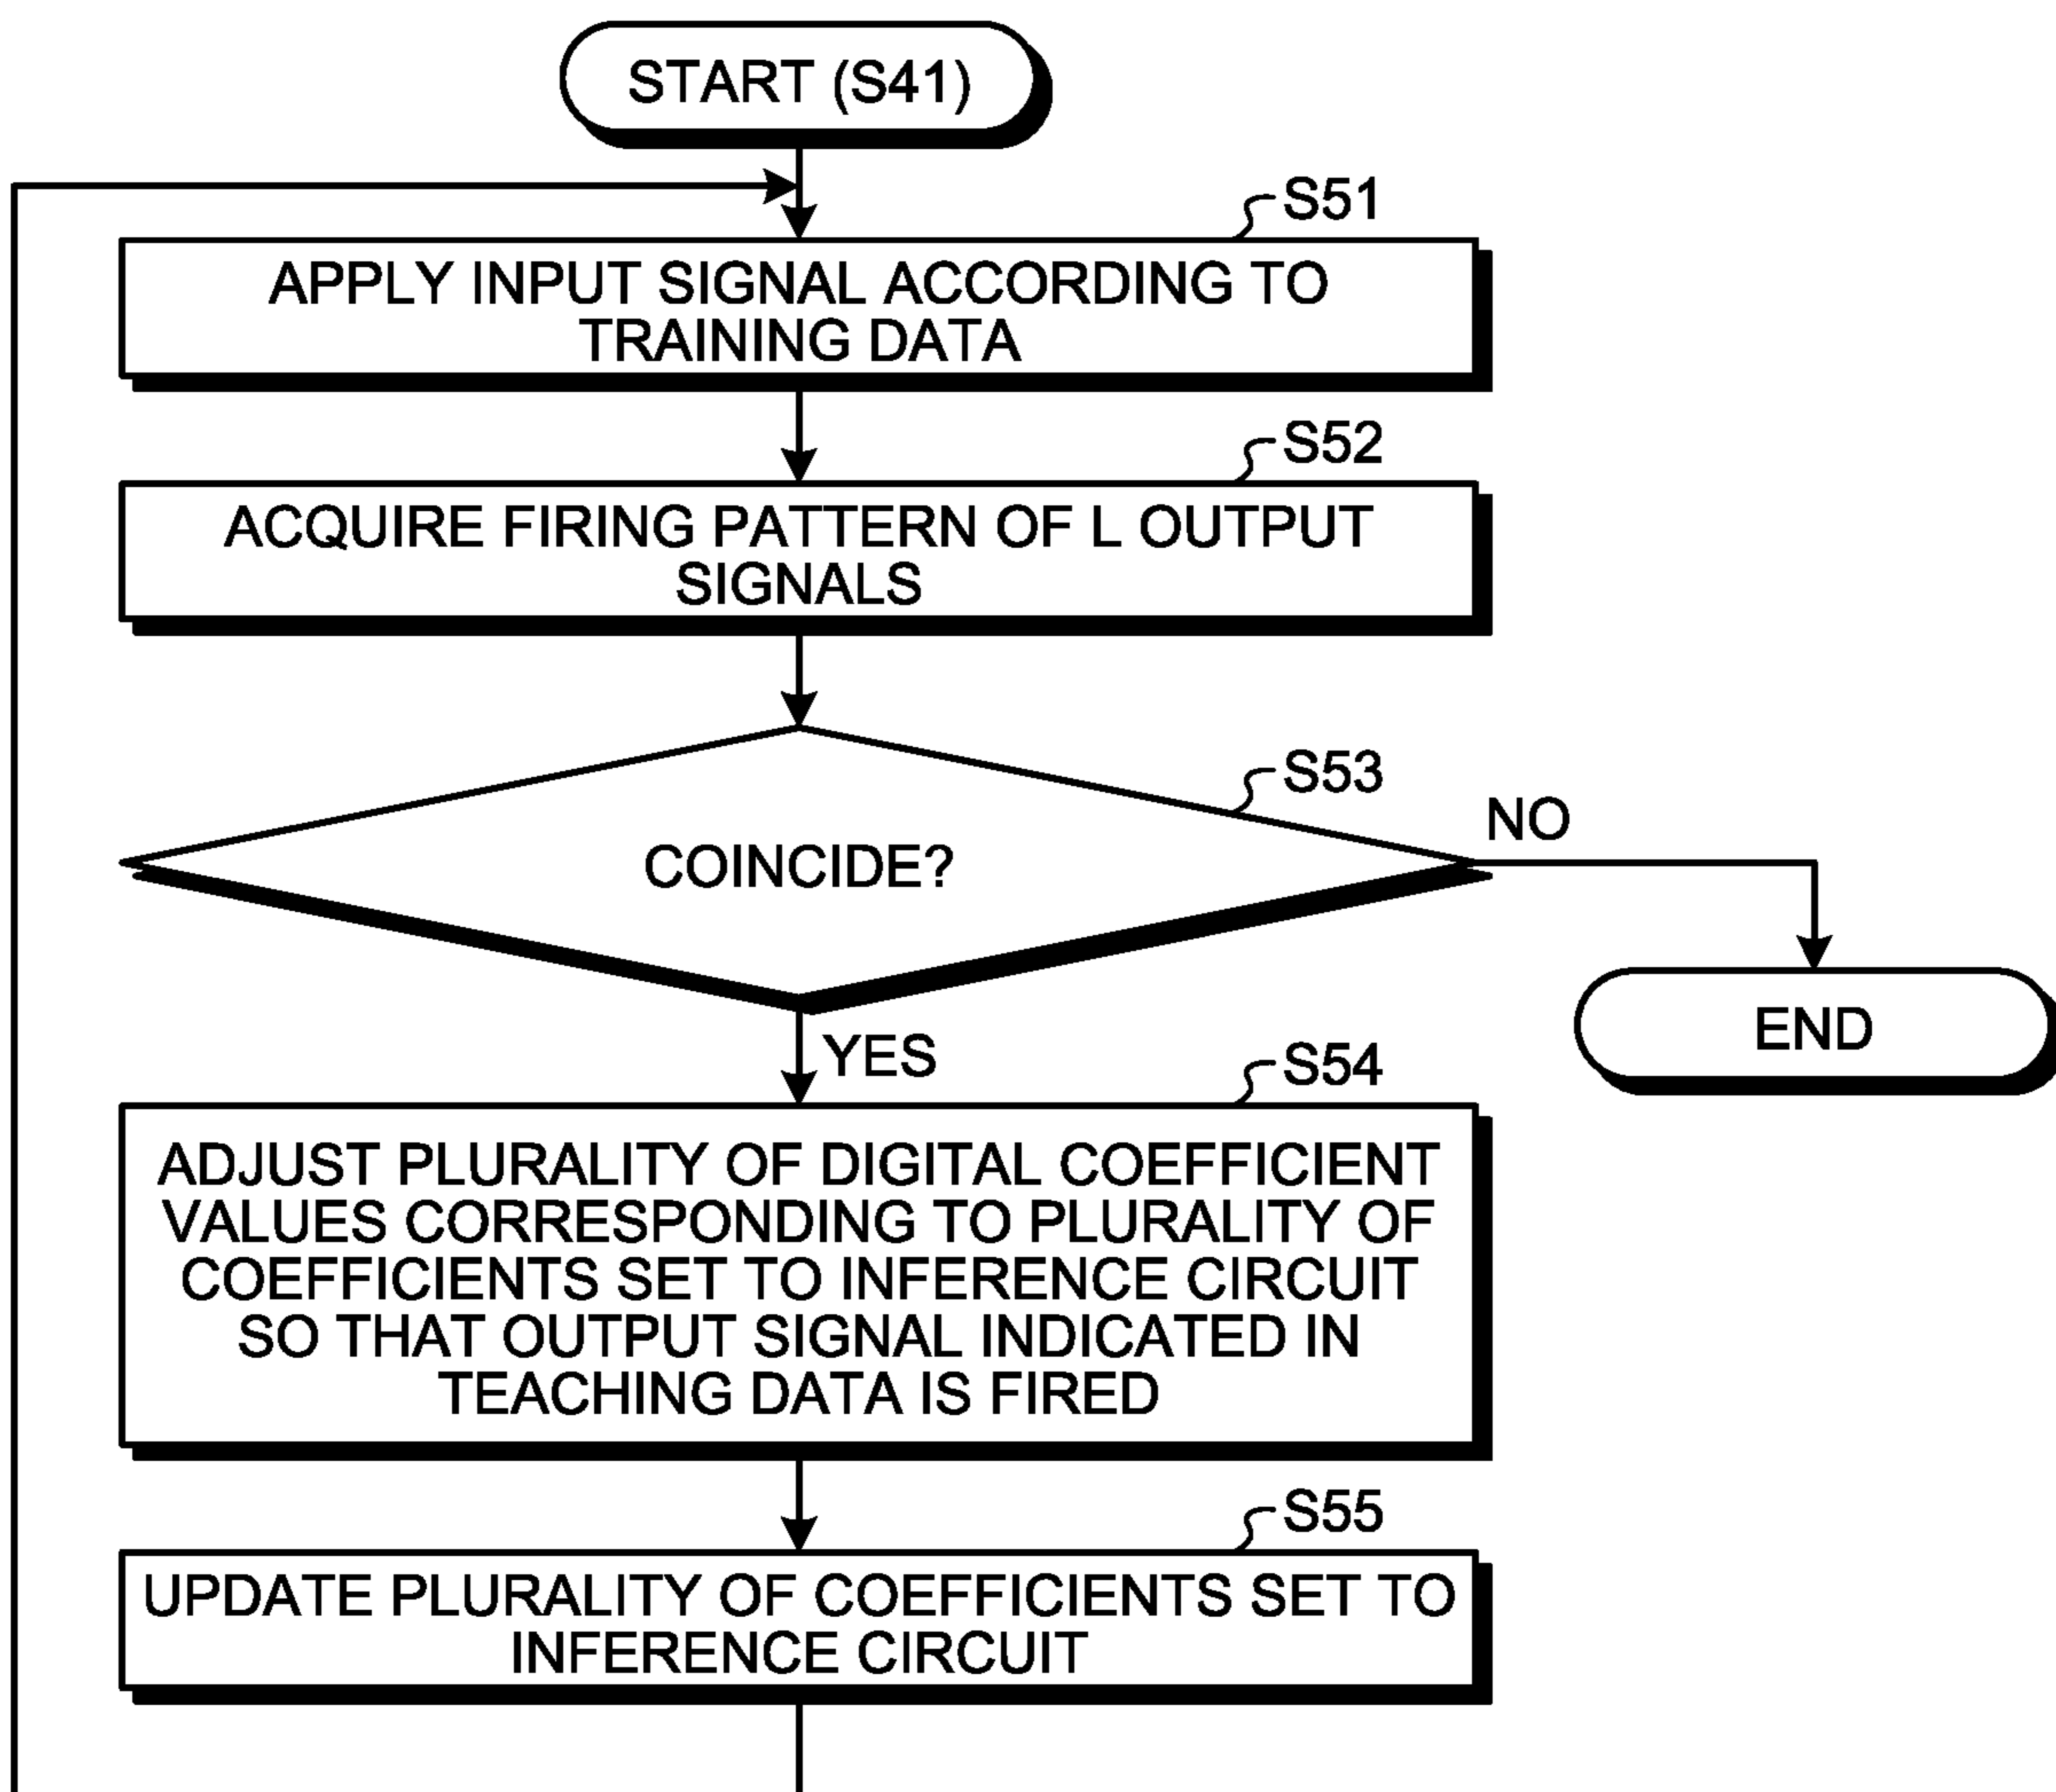 START (S41)
S51
APPLY INPUT SIGNAL ACCORDING TO
TRAINING DATA
S52
ACQUIRE FIRING PATTERN OF L OUTPUT
SIGNALS
S53
NO
COINCIDE?
END
YES
S54
ADJUST PLURALITY OF DIGITAL COEFFICIENT
VALUES CORRESPONDING TO PLURALITY OF
COEFFICIENTS SET TO INFERENCE CIRCUIT
SO THAT OUTPUT SIGNAL INDICATED IN
TEACHING DATA IS FIRED
S55
UPDATE PLURALITY OF COEFFICIENTS SET TO
INFERENCE CIRCUIT